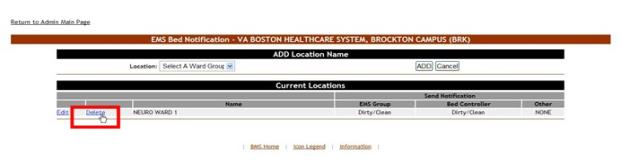 Return to Admin Main Page
EMS Bed Notification - VA BOSTON HEALTHCARE SYSTEM, BROCKTON CAMPUS (BRK)
ADD Location Name
Location: Select A Ward Group ADD Cancel
Current Locations
Send Notification
Name EMS Group Bed Controller Other
Edit Delete NEURO WARD 1 Dirty/Clean Dirty/Clean NONE
| BMS Home | Icon Legend | Information |